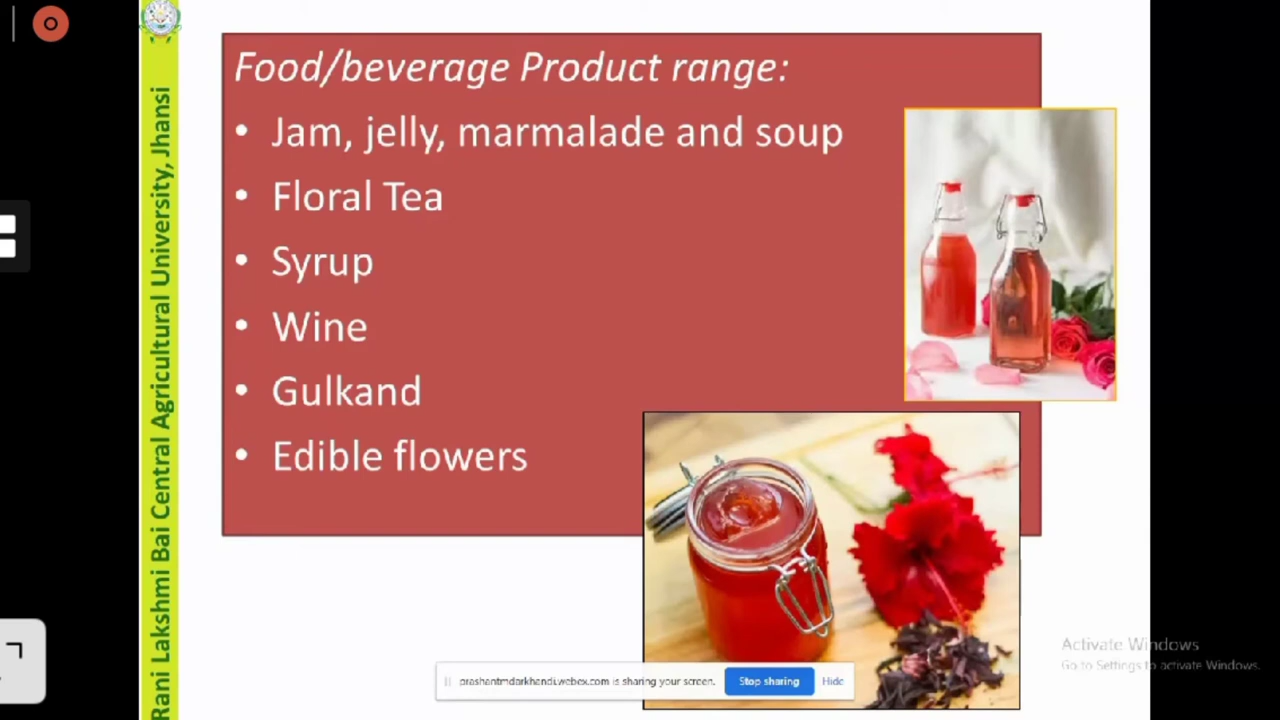 Food/beverage Product range:
• Jam, jelly, marmalade and soup
• Floral Tea
• Syrup
• Wine
• Gulkand
• Edible flowers
Rani Lakshmi Bai Central Agricultural University, Jhansi
Activate Windows
Go to Settings to activate Windows.
is sharing your screen.
Stop sharing
Hide